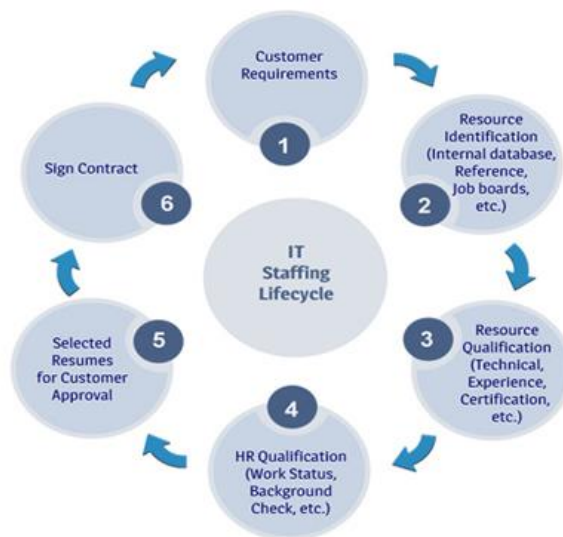 Customer
Requirements
1
Resource
Identification
(Internal database,
Reference,
Job boards,
etc.)
2
3
Resource
Qualification
(Technical,
Experience,
Certification,
etc.)
4
HR Qualification
(Work Status,
Background
Check, etc.)
5
Selected
Resumes
for Customer
Approval
Sign Contract
6
IT
Staffing
Lifecycle